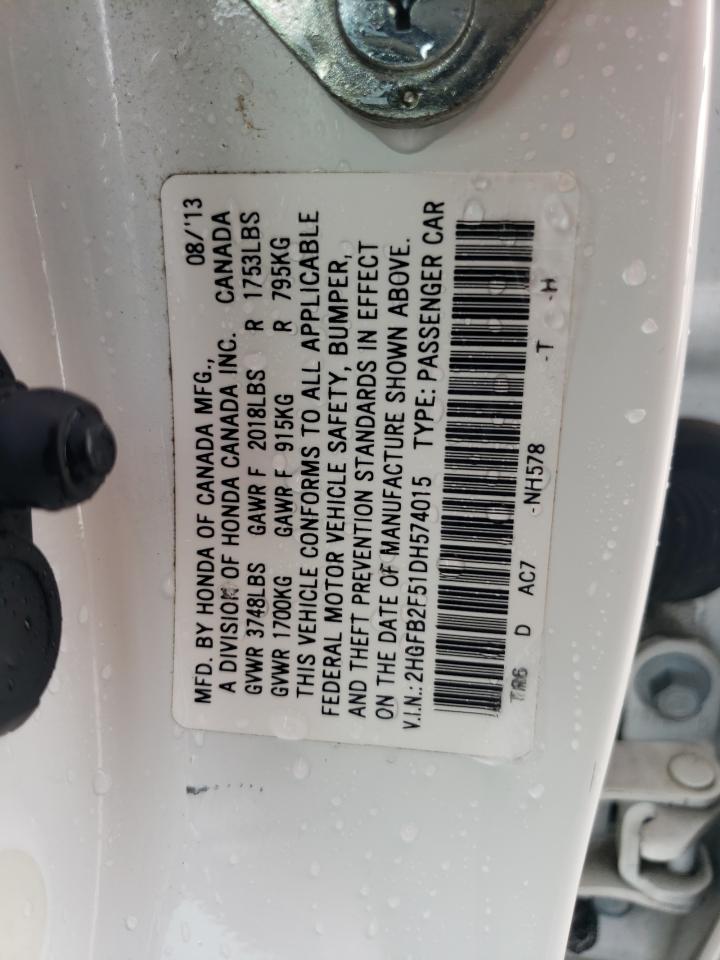 MFD. BY HONDA OF CANADA MFG., 08/'13
A DIVISION OF HONDA CANADA INC. CANADA
GVWR 3748LBS GAWR F 2018LBS R 1753LBS
GVWR 1700KG GAWR F 915KG R 795KG
THIS VEHICLE CONFORMS TO ALL APPLICABLE
FEDERAL MOTOR VEHICLE SAFETY, BUMPER,
AND THEFT PREVENTION STANDARDS IN EFFECT
ON THE DATE OF MANUFACTURE SHOWN ABOVE.
V.I.N.: 2HGFB2F51DH574015 TYPE: PASSENGER CAR
D AC7 -NH578 -T -H